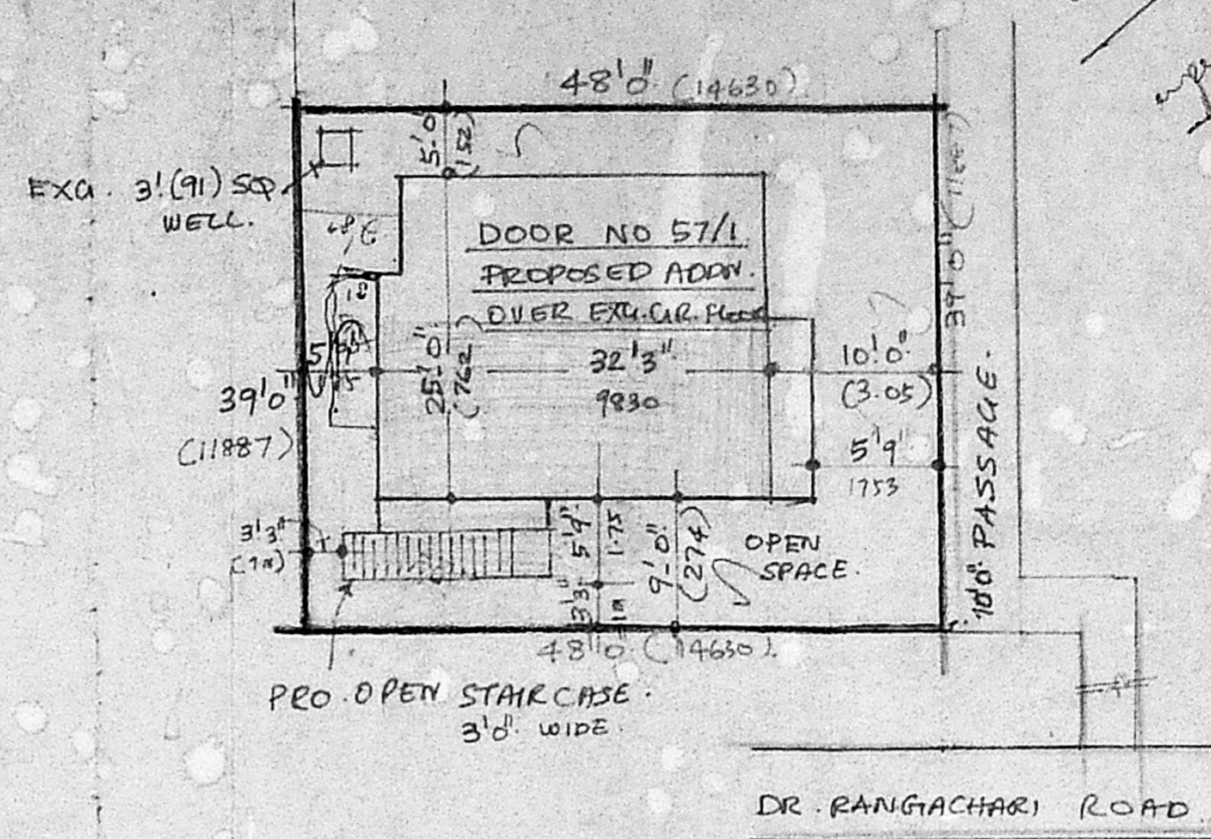 48'0" (14630)
5'.0"
(152)
EXG. 3'.(91) SQ.
WELL.
DOOR NO 57/1
PROPOSED ADDN.
OVER EXG.GR. Floor
39'0"
39'0"
(11887)
25'.0"
(762)
32'3"
9830
10'.0"
(3.05)
5'9"
1753
10'0" PASSAGE.
3'3"
5'9"
1.75
3'3"
9'-0"
(274)
OPEN
SPACE.
48'0" (14630).
PRO. OPEN STAIRCASE.
3'0" WIDE.
DR. RANGACHARI ROAD.